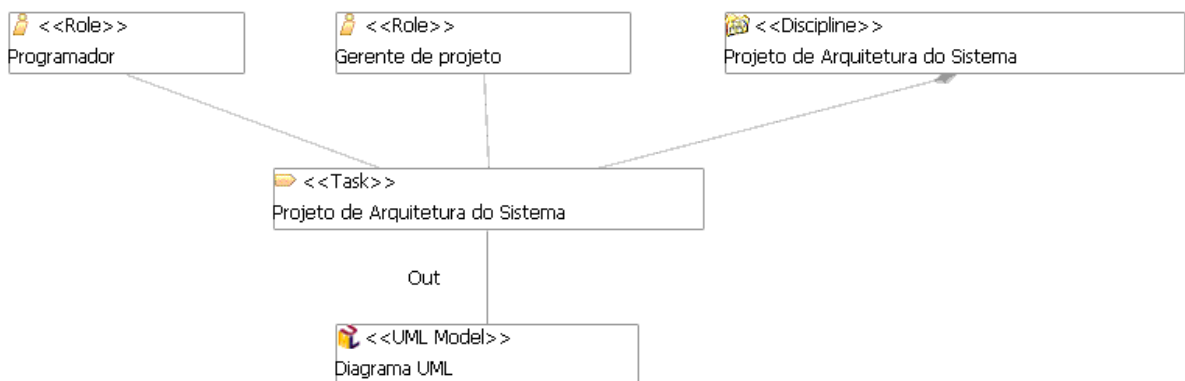 <<Role>>
Programador
<<Role>>
Gerente de projeto
<<Discipline>>
Projeto de Arquitetura do Sistema
<<Task>>
Projeto de Arquitetura do Sistema
Out
<<UML Model>>
Diagrama UML